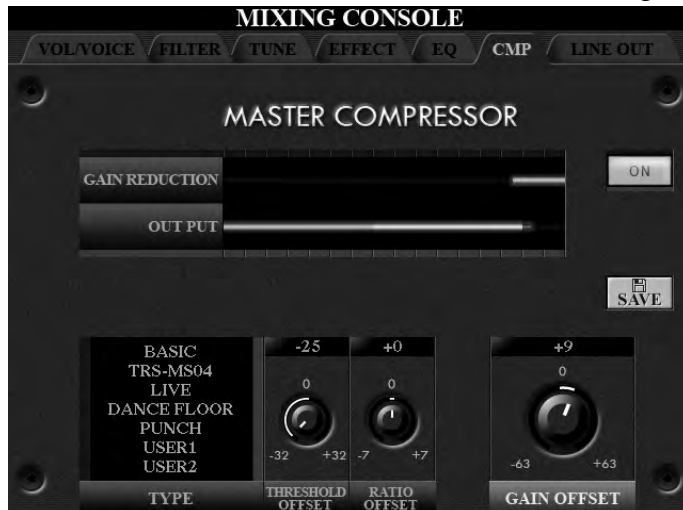 MIXING CONSOLE
VOL/VOICE FILTER TUNE EFFECT EQ CMP LINE OUT
MASTER COMPRESSOR
GAIN REDUCTION
ON
OUT PUT
SAVE
BASIC
TRS-MS04
LIVE
DANCE FLOOR
PUNCH
USER1
USER2
TYPE
-25
0
-32 +32
THRESHOLD
OFFSET
+0
0
-7 +7
RATIO
OFFSET
+9
0
-63 +63
GAIN OFFSET